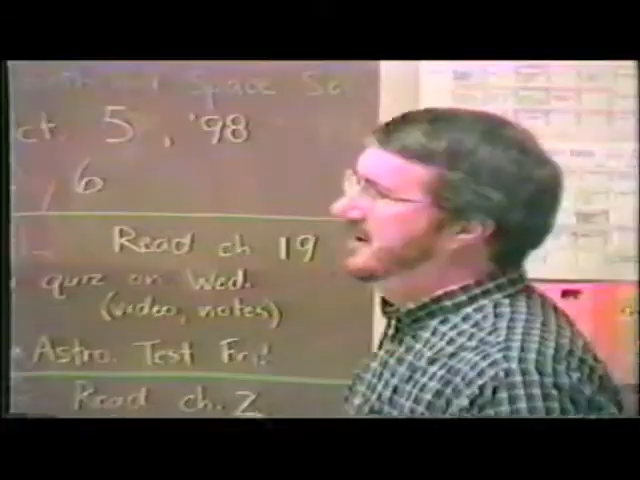 Space Sc
ct. 5, '98
6
Read ch 19
quiz on Wed.
(video, notes)
Astro. Test Fri!
Read ch. 2